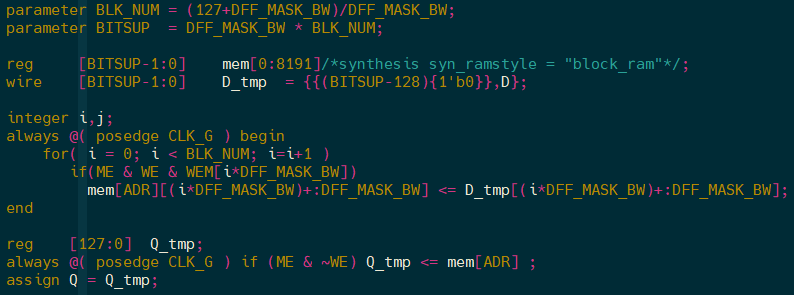 parameter BLK_NUM = (127+DFF_MASK_BW)/DFF_MASK_BW;
parameter BITSUP  = DFF_MASK_BW * BLK_NUM;
reg     [BITSUP-1:0]    mem[0:8191]/*synthesis syn_ramstyle = "block_ram"*/;
wire    [BITSUP-1:0]    D_tmp  = {{(BITSUP-128){1'b0}},D};
integer i,j;
always @( posedge CLK_G ) begin
    for( i = 0; i < BLK_NUM; i=i+1 )
       if(ME & WE & WEM[i*DFF_MASK_BW])
         mem[ADR][(i*DFF_MASK_BW)+:DFF_MASK_BW] <= D_tmp[(i*DFF_MASK_BW)+:DFF_MASK_BW];
end
reg    [127:0]  Q_tmp;
always @( posedge CLK_G ) if (ME & ~WE) Q_tmp <= mem[ADR] ;
assign Q = Q_tmp;